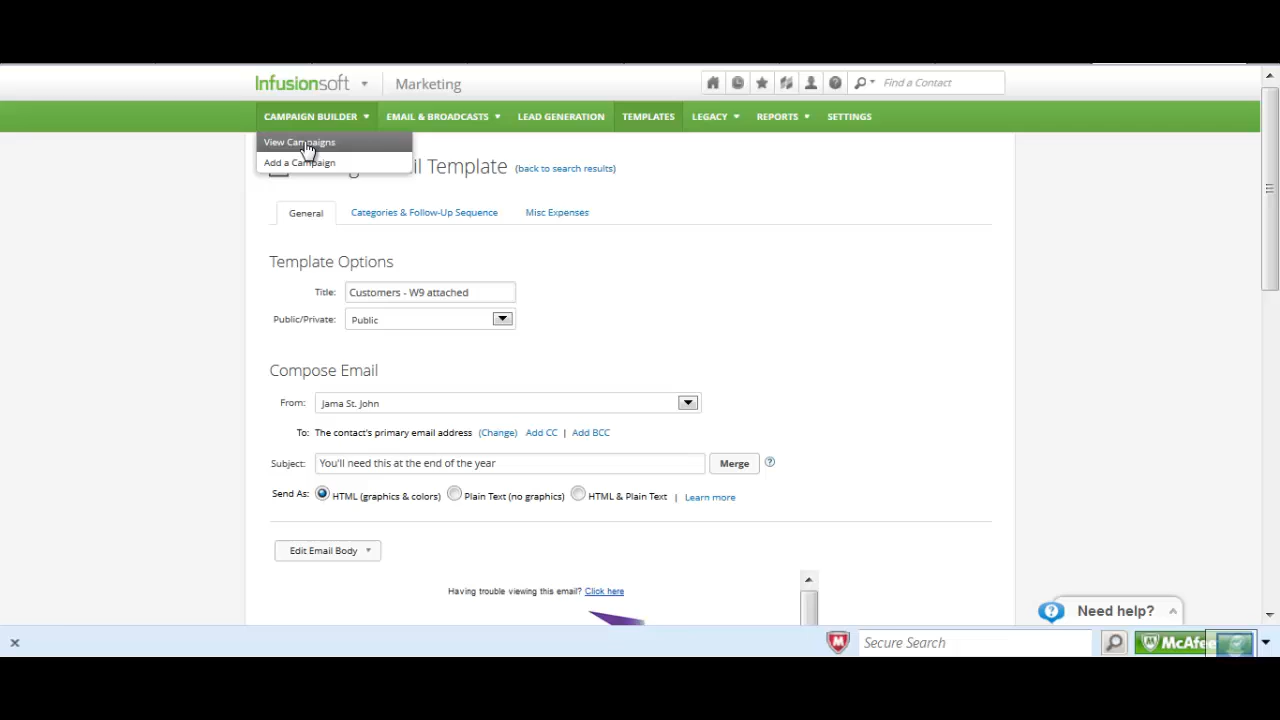 Infusionsoft Marketing Find a Contact
CAMPAIGN BUILDER EMAIL & BROADCASTS LEAD GENERATION TEMPLATES LEGACY REPORTS SETTINGS
View Campaigns
Add a Campaign
Template (back to search results)
General Categories & Follow-Up Sequence Misc Expenses
Template Options
Title: Customers - W9 attached
Public/Private: Public
Compose Email
From: Jama St. John
To: The contact's primary email address (Change) Add CC | Add BCC
Subject: You'll need this at the end of the year Merge
Send As: HTML (graphics & colors) Plain Text (no graphics) HTML & Plain Text | Learn more
Edit Email Body
Having trouble viewing this email? Click here
Need help?
Secure Search McAfee